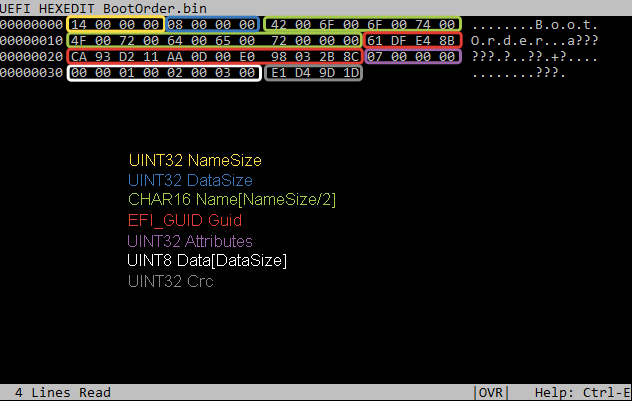 UEFI HEXEDIT BootOrder.bin
00000000 14 00 00 00 08 00 00 00 42 00 6F 00 6F 00 74 00 ........B.o.o.t.
00000010 4F 00 72 00 64 00 65 00 72 00 00 00 61 DF E4 8B O.r.d.e.r...a???
00000020 CA 93 D2 11 AA 0D 00 E0 98 03 2B 8C 07 00 00 00 ???.?..??.+?....
00000030 00 00 01 00 02 00 03 00 E1 D4 9D 1D ........???.
UINT32 NameSize
UINT32 DataSize
CHAR16 Name[NameSize/2]
EFI_GUID Guid
UINT32 Attributes
UINT8 Data[DataSize]
UINT32 Crc
4 Lines Read |OVR| Help: Ctrl-E